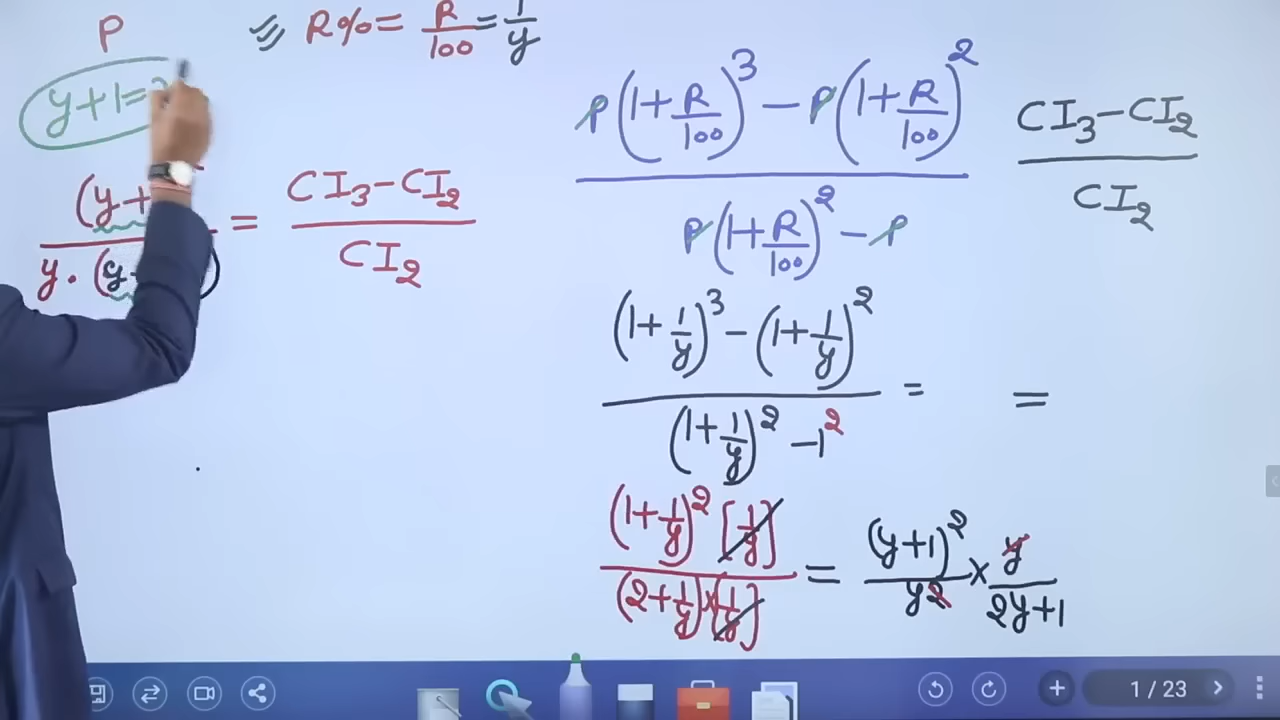 P
⇒ R% = R/100 = 1/y
y+1=
(y+
y.(y
= CI₃-CI₂ / CI₂
P(1+R/100)³ - P(1+R/100)²
P(1+R/100)² - P
CI₃-CI₂
CI₂
(1+1/y)³ - (1+1/y)²
(1+1/y)² - 1²
= =
(1+1/y)² [1/y]
(2+1/y)×[1/y]
= (y+1)²/y2 × y/2y+1
1 / 23